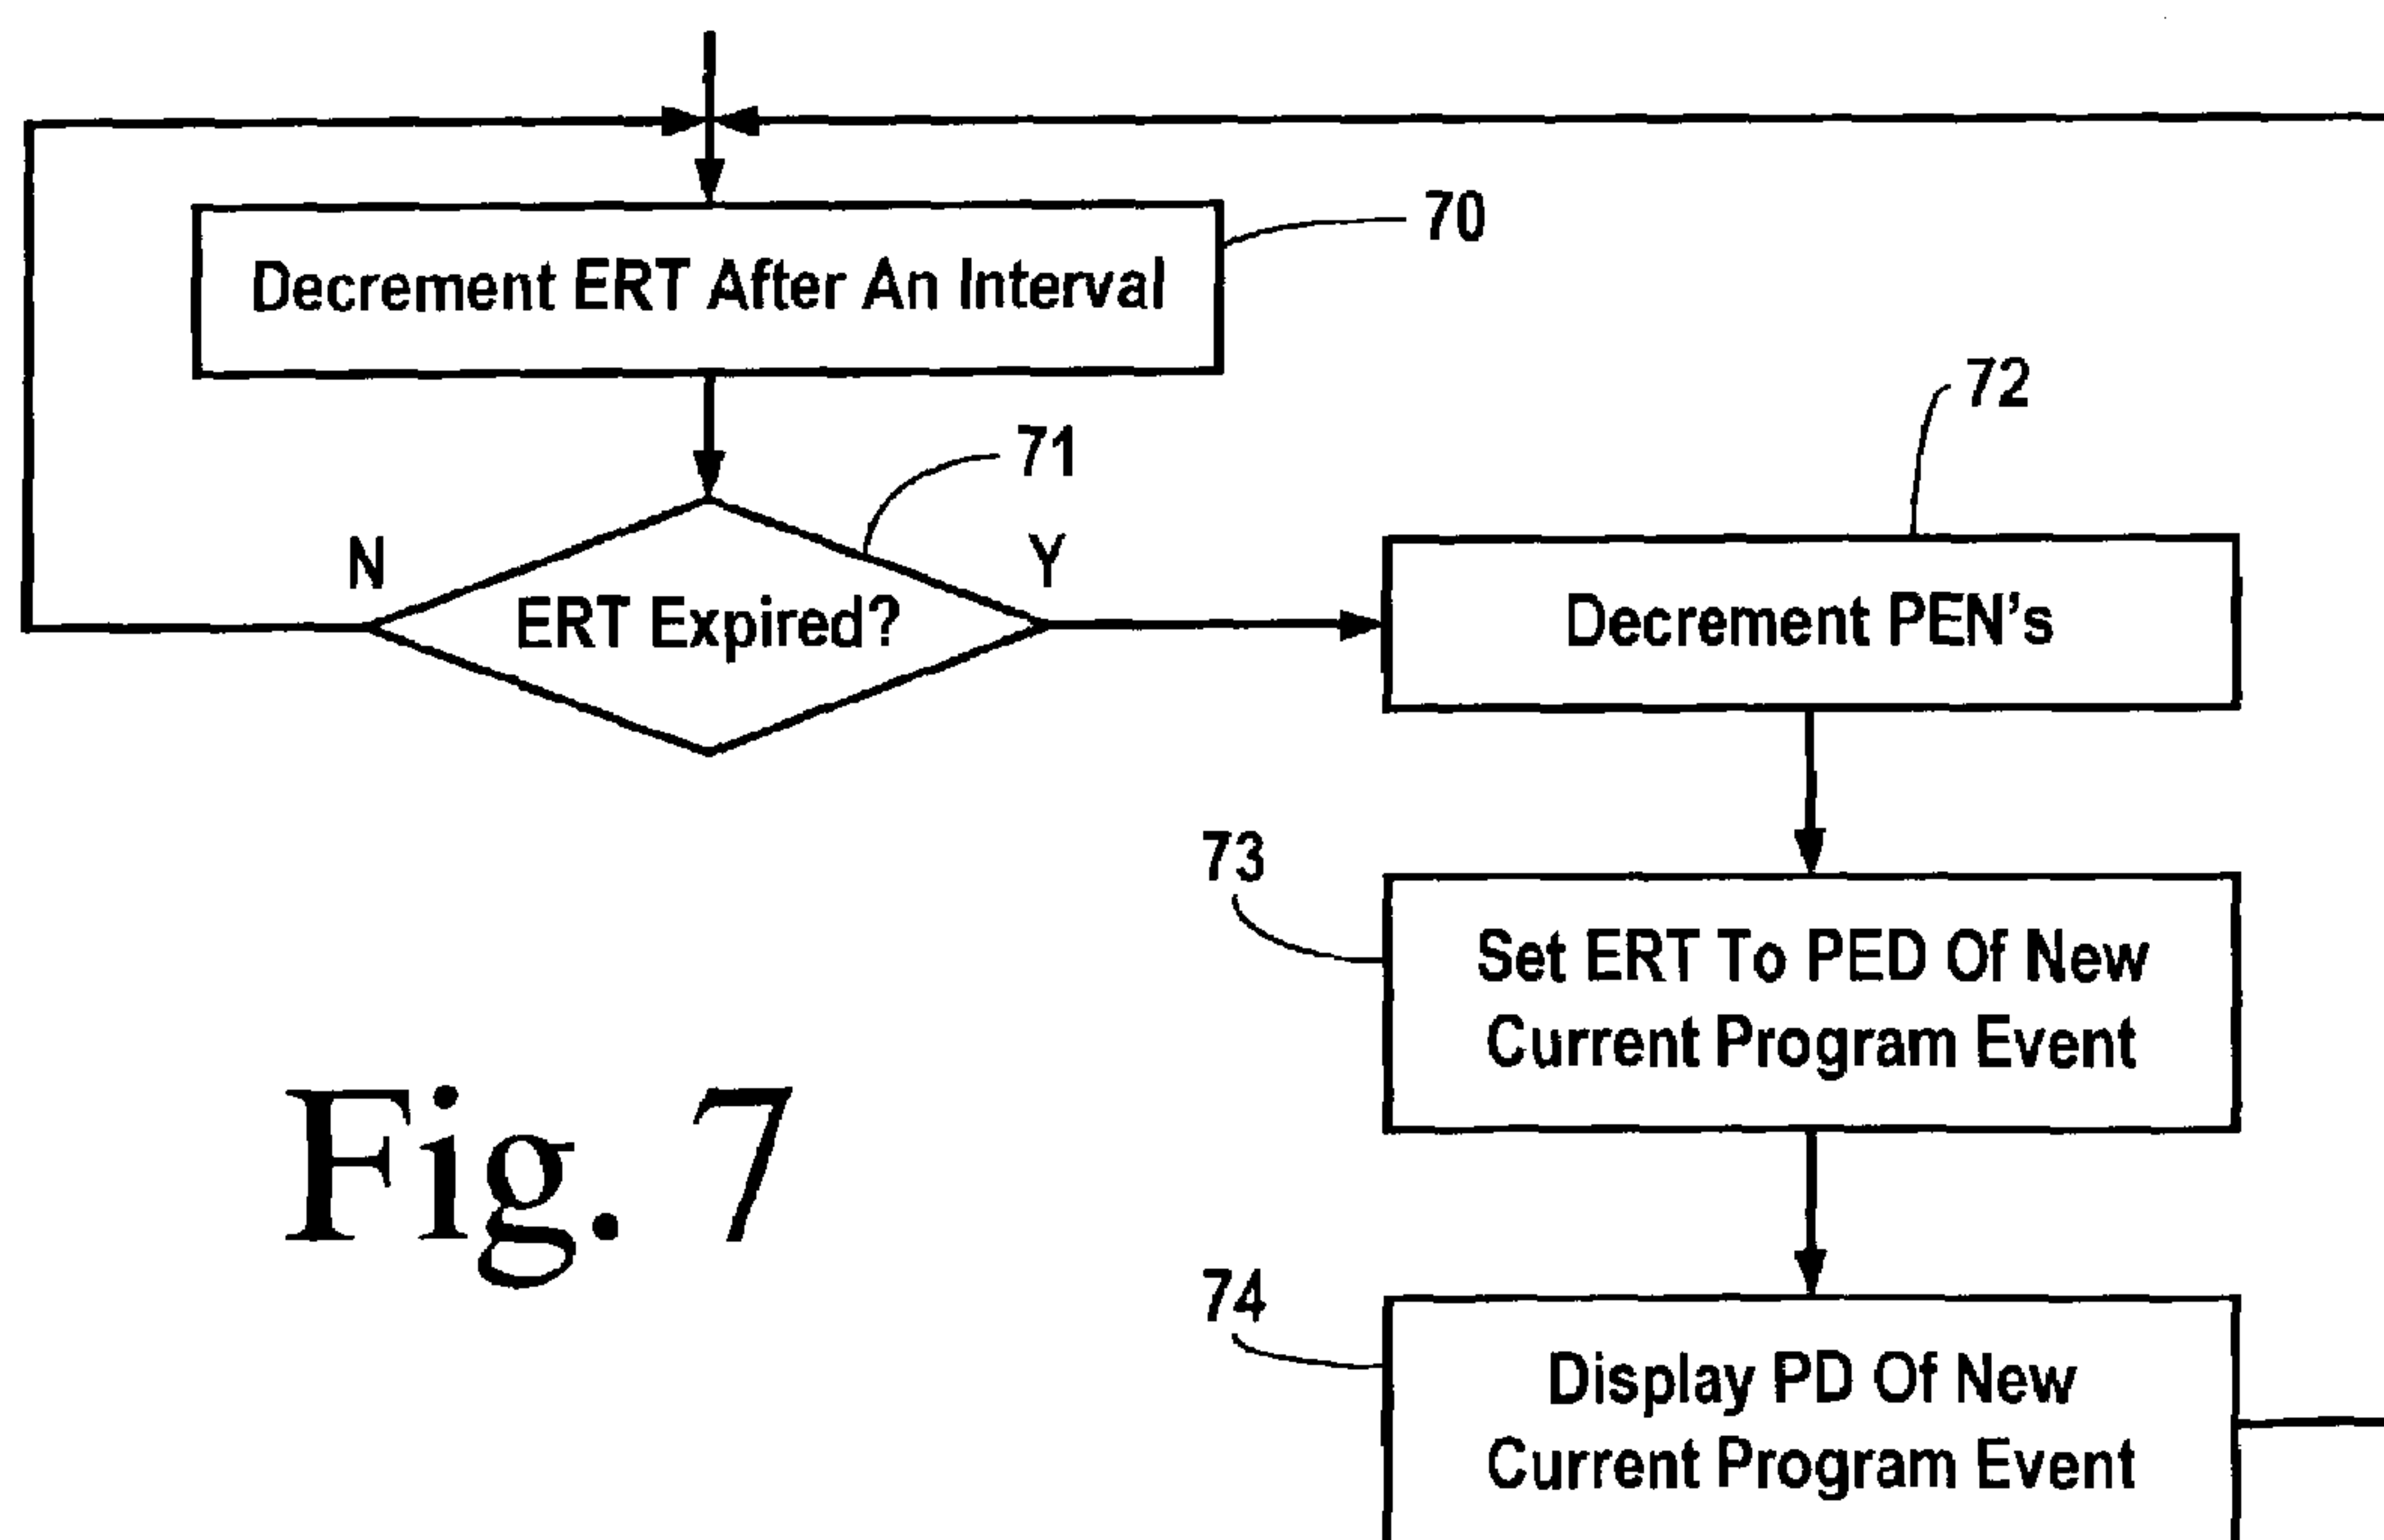 70
Decrement ERT After An Interval
72
71
N
Y
ERT Expired?
Decrement PEN's
73
Set ERT To PED Of New
Current Program Event
Fig. 7
74
Display PD Of New
Current Program Event